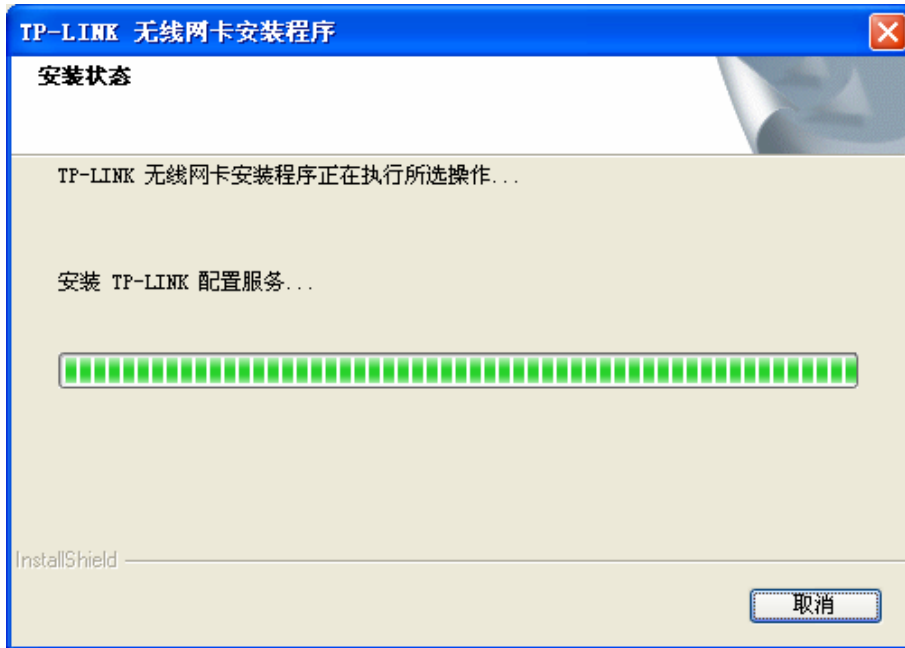 TP-LINK 无线网卡安装程序
安装状态
TP-LINK 无线网卡安装程序正在执行所选操作...
安装 TP-LINK 配置服务...
InstallShield
取消